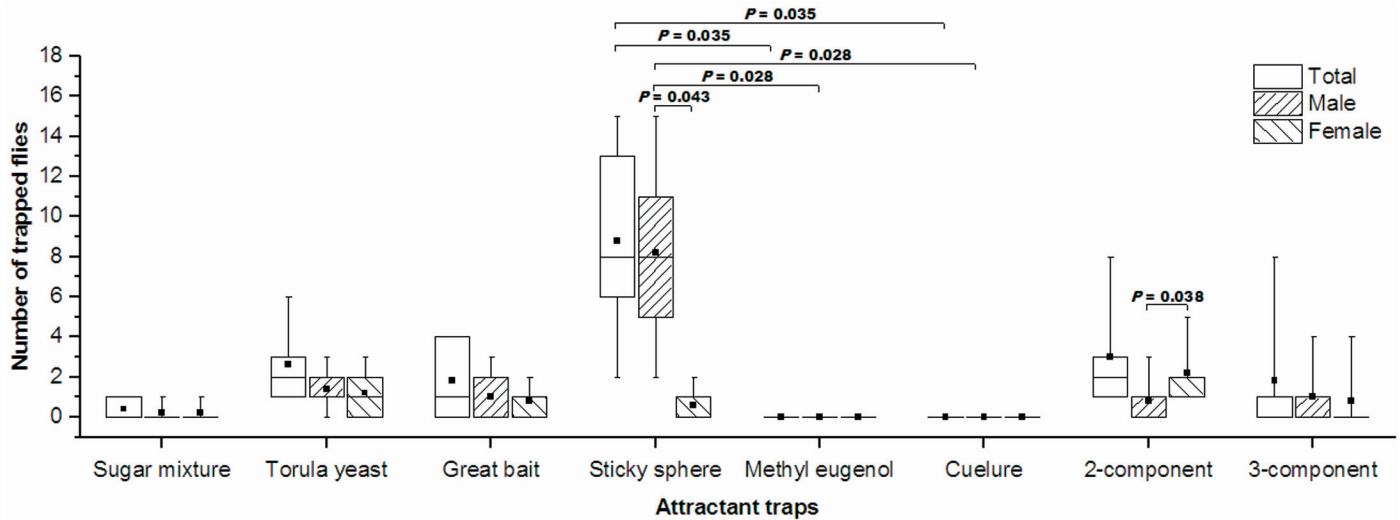 P = 0.035
P = 0.035
P = 0.028
P = 0.028
P = 0.043
P = 0.038
Total
Male
Female
Number of trapped flies
18
16
14
12
10
8
6
4
2
0
Sugar mixture Torula yeast Great bait Sticky sphere Methyl eugenol Cuelure 2-component 3-component
Attractant traps